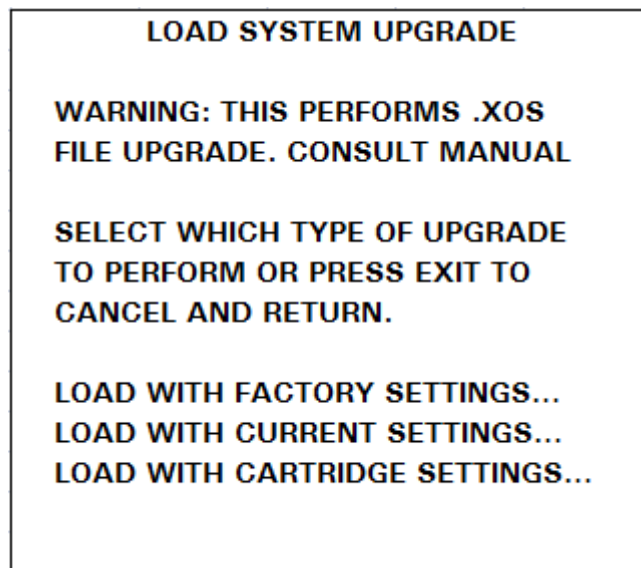 LOAD SYSTEM UPGRADE
WARNING: THIS PERFORMS .XOS
FILE UPGRADE. CONSULT MANUAL
SELECT WHICH TYPE OF UPGRADE
TO PERFORM OR PRESS EXIT TO
CANCEL AND RETURN.
LOAD WITH FACTORY SETTINGS...
LOAD WITH CURRENT SETTINGS...
LOAD WITH CARTRIDGE SETTINGS...